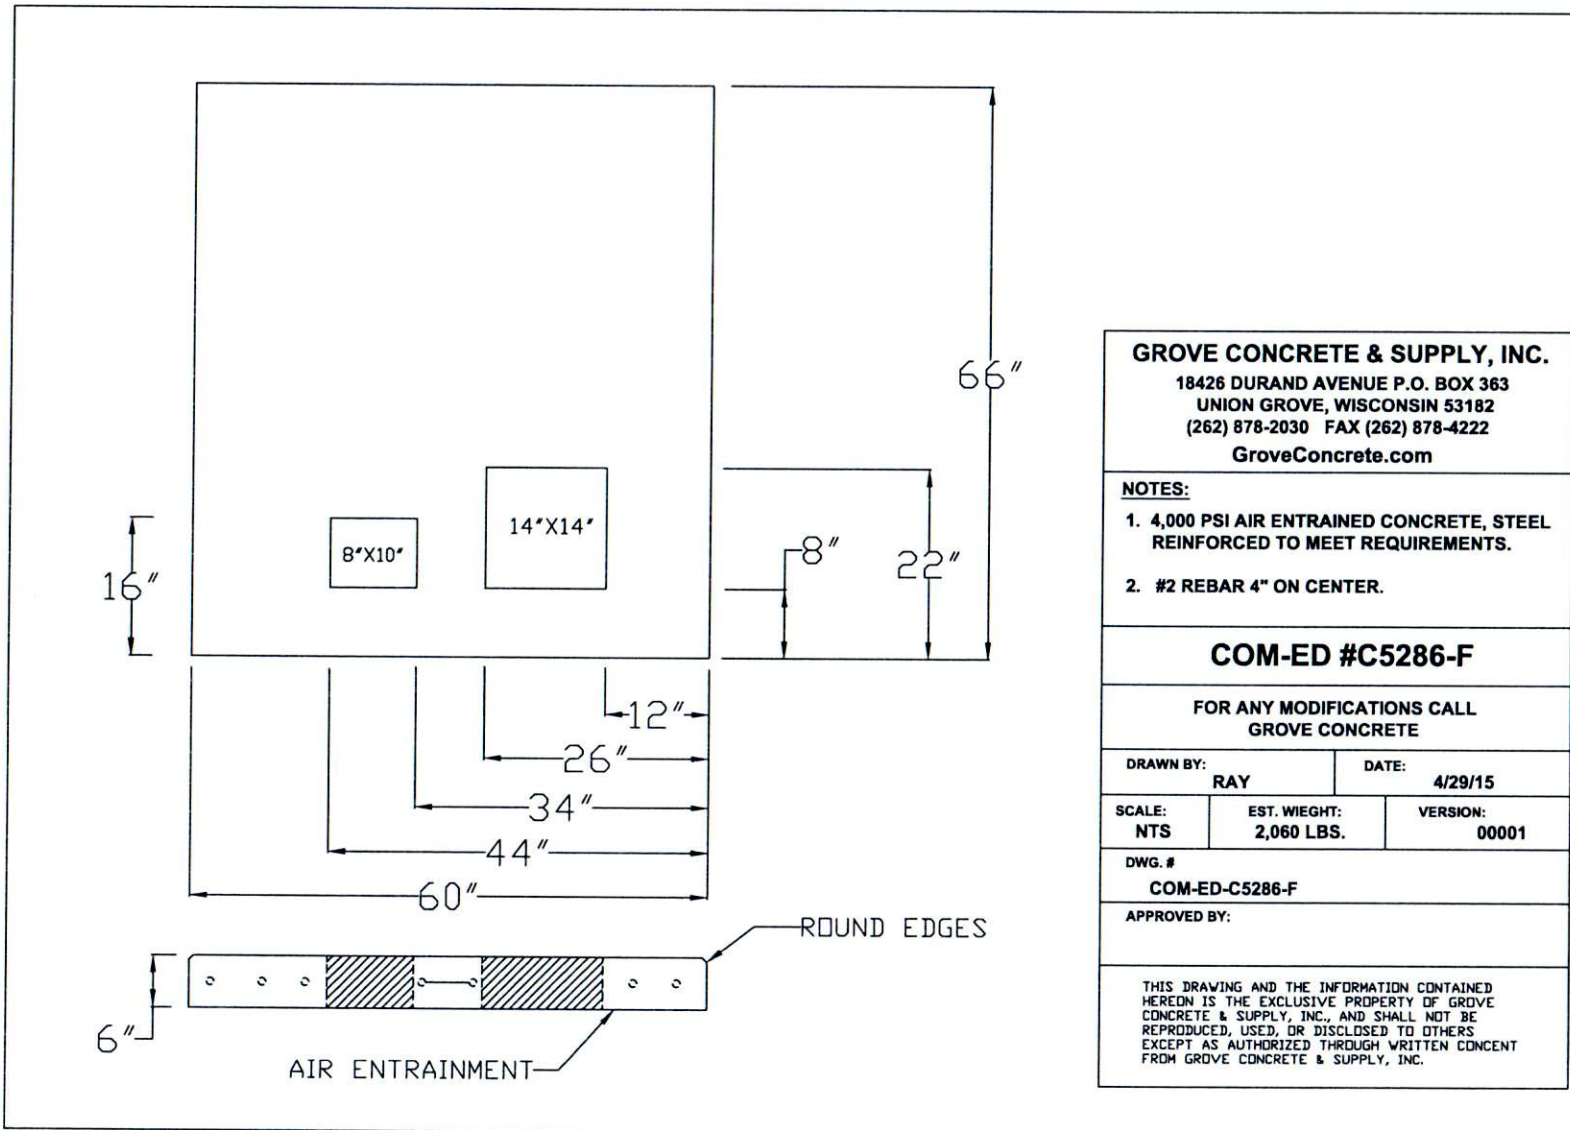 66"
14"X14"
8"X10"
8"
22"
16"
12"
26"
34"
44"
60"
ROUND EDGES
6"
AIR ENTRAINMENT
GROVE CONCRETE & SUPPLY, INC.
18426 DURAND AVENUE P.O. BOX 363
UNION GROVE, WISCONSIN 53182
(262) 878-2030 FAX (262) 878-4222
GroveConcrete.com
NOTES:
1. 4,000 PSI AIR ENTRAINED CONCRETE, STEEL
REINFORCED TO MEET REQUIREMENTS.
2. #2 REBAR 4" ON CENTER.
COM-ED #C5286-F
FOR ANY MODIFICATIONS CALL
GROVE CONCRETE
DRAWN BY:
RAY
DATE:
4/29/15
SCALE:
NTS
EST. WIEGHT:
2,060 LBS.
VERSION:
00001
DWG. #
COM-ED-C5286-F
APPROVED BY:
THIS DRAWING AND THE INFORMATION CONTAINED
HEREON IS THE EXCLUSIVE PROPERTY OF GROVE
CONCRETE & SUPPLY, INC., AND SHALL NOT BE
REPRODUCED, USED, OR DISCLOSED TO OTHERS
EXCEPT AS AUTHORIZED THROUGH WRITTEN CONCENT
FROM GROVE CONCRETE & SUPPLY, INC.